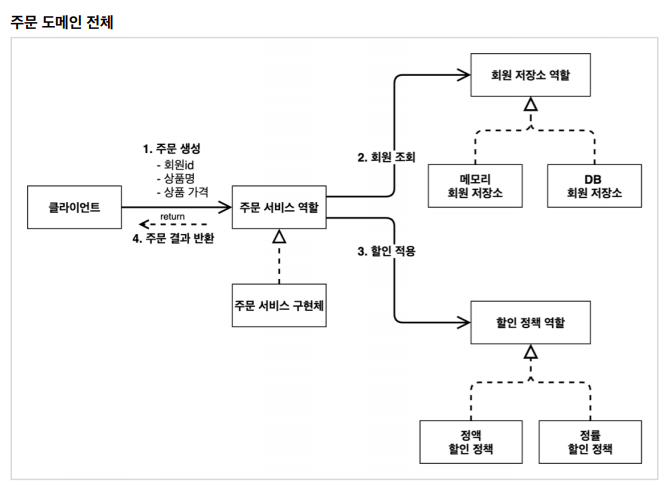 주문 도메인 전체
회원 저장소 역할
1. 주문 생성
- 회원id
- 상품명
- 상품 가격
2. 회원 조회
메모리
회원 저장소
DB
회원 저장소
클라이언트
주문 서비스 역할
return
4. 주문 결과 반환
3. 할인 적용
주문 서비스 구현체
할인 정책 역할
정액
할인 정책
정률
할인 정책